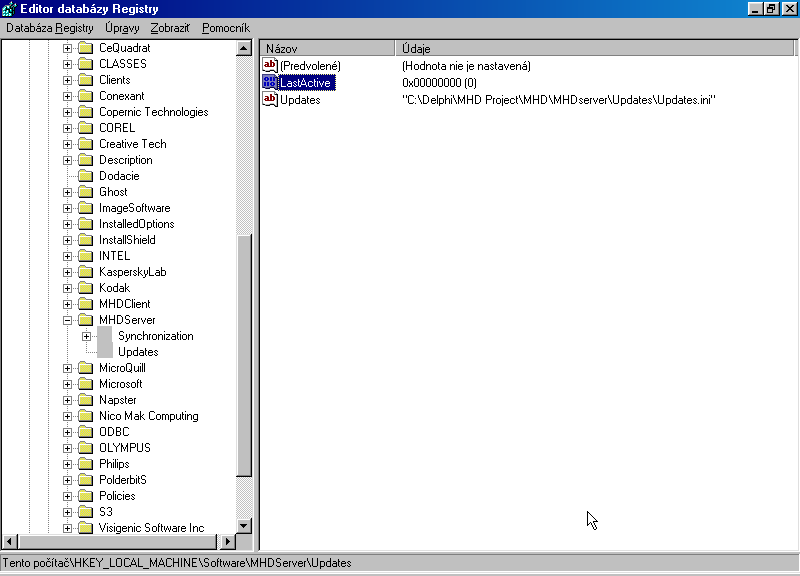 Editor databázy Registry
Databáza Registry Úpravy Zobraziť Pomocník
CeQuadrat
CLASSES
Clients
Conexant
Copernic Technologies
COREL
Creative Tech
Description
Dodacie
Ghost
ImageSoftware
InstalledOptions
InstallShield
INTEL
KasperskyLab
Kodak
MHDClient
MHDServer
Synchronization
Updates
MicroQuill
Microsoft
Napster
Nico Mak Computing
ODBC
OLYMPUS
Philips
PolderbitS
Policies
S3
Visigenic Software Inc
Názov Údaje
(Predvolené) (Hodnota nie je nastavená)
LastActive 0x00000000 (0)
Updates "C:\Delphi\MHD Project\MHD\MHDserver\Updates\Updates.ini"
Tento počítač\HKEY_LOCAL_MACHINE\Software\MHDServer\Updates